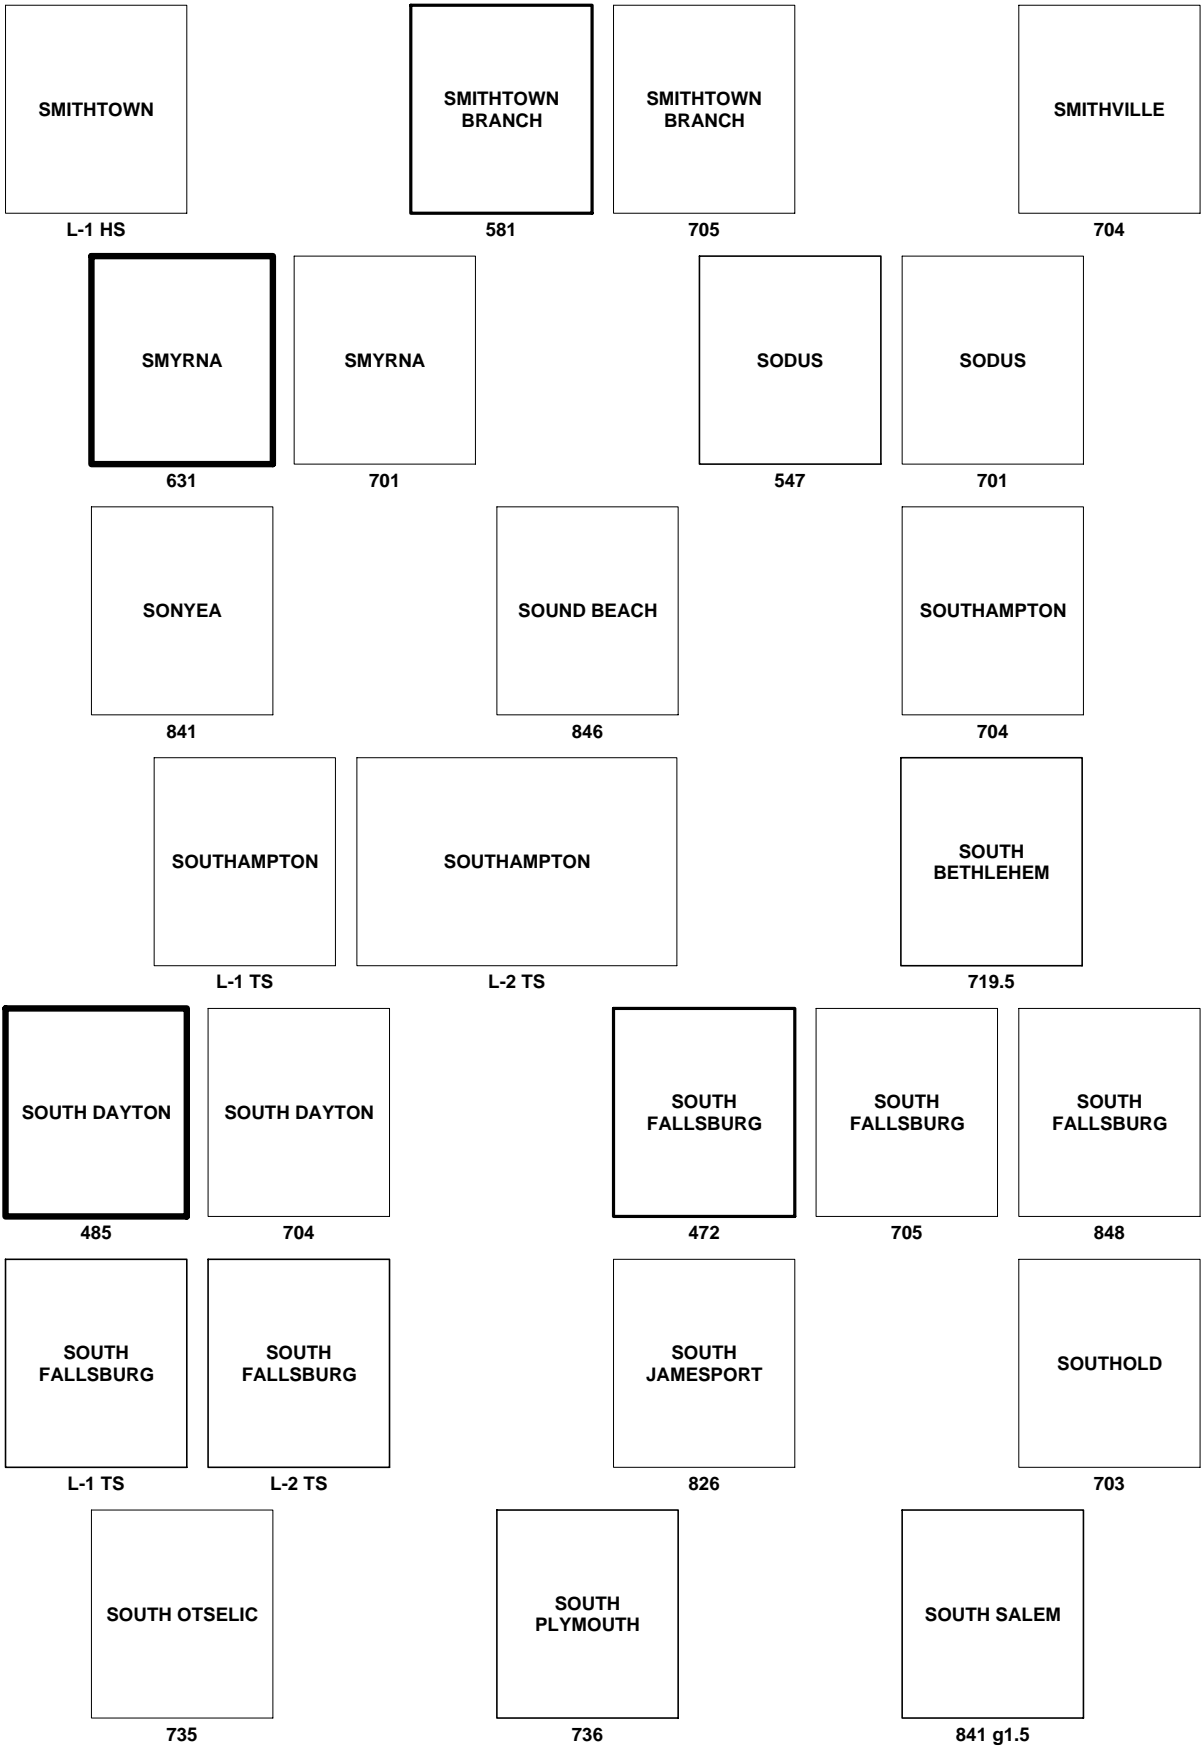 SMITHTOWN
L-1 HS
SMITHTOWN
BRANCH
581
SMITHTOWN
BRANCH
705
SMITHVILLE
704
SMYRNA
631
SMYRNA
701
SODUS
547
SODUS
701
SONYEA
841
SOUND BEACH
846
SOUTHAMPTON
704
SOUTHAMPTON
L-1 TS
SOUTHAMPTON
L-2 TS
SOUTH
BETHLEHEM
719.5
SOUTH DAYTON
485
SOUTH DAYTON
704
SOUTH
FALLSBURG
472
SOUTH
FALLSBURG
705
SOUTH
FALLSBURG
848
SOUTH
FALLSBURG
L-1 TS
SOUTH
FALLSBURG
L-2 TS
SOUTH
JAMESPORT
826
SOUTHOLD
703
SOUTH OTSELIC
735
SOUTH
PLYMOUTH
736
SOUTH SALEM
841 g1.5